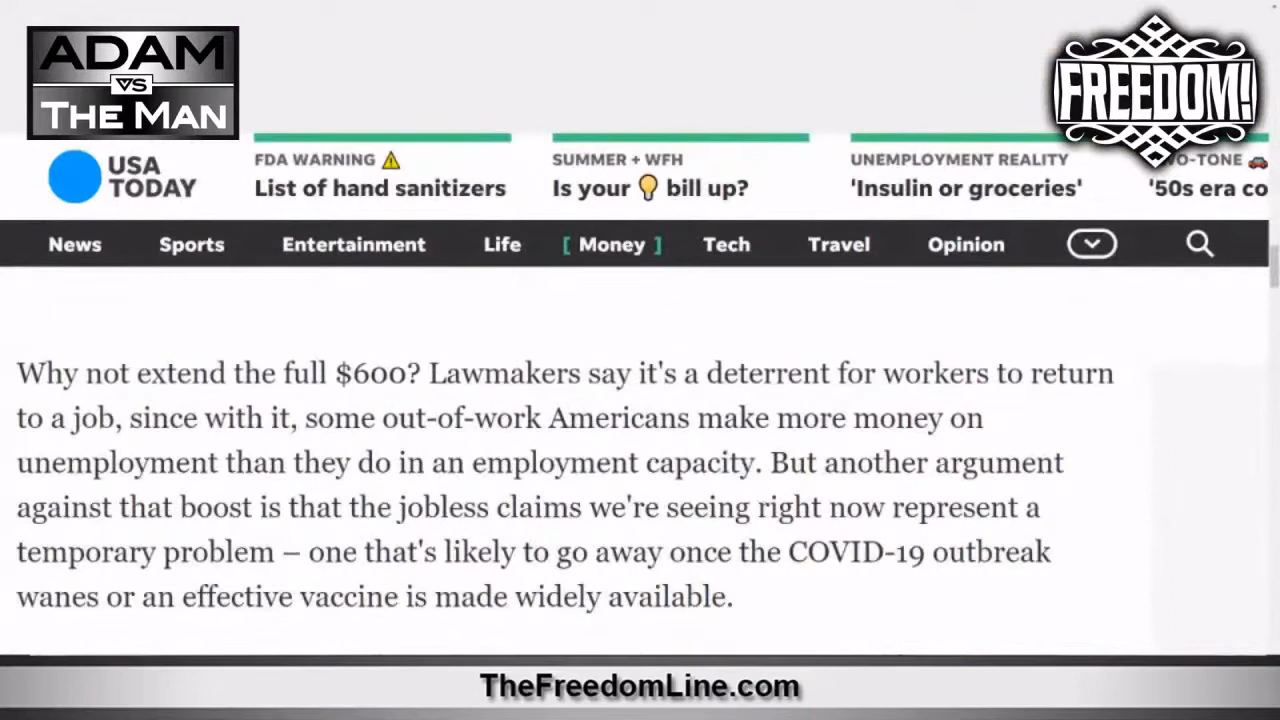 ADAM
VS
THE MAN
FREEDOM!
USA
TODAY
FDA WARNING
List of hand sanitizers
SUMMER + WFH
Is your bill up?
UNEMPLOYMENT REALITY
'Insulin or groceries'
O-TONE
'50s era co
News Sports Entertainment Life [ Money ] Tech Travel Opinion
Why not extend the full $600? Lawmakers say it's a deterrent for workers to return
to a job, since with it, some out-of-work Americans make more money on
unemployment than they do in an employment capacity. But another argument
against that boost is that the jobless claims we're seeing right now represent a
temporary problem – one that's likely to go away once the COVID-19 outbreak
wanes or an effective vaccine is made widely available.
TheFreedomLine.com